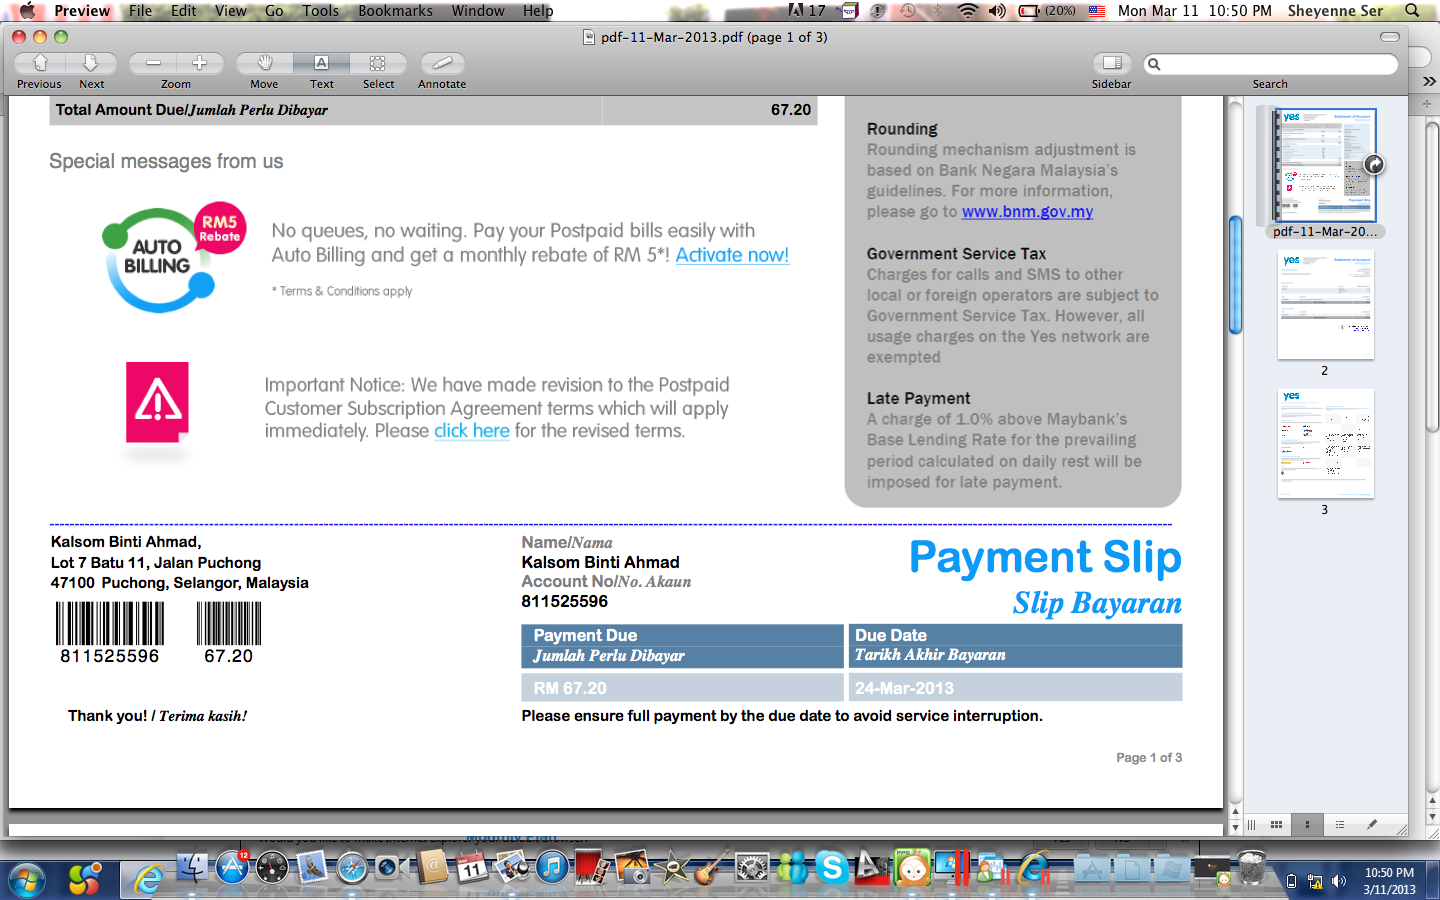 Preview File Edit View Go Tools Bookmarks Window Help 17 (20%) Mon Mar 11 10:50 PM Sheyenne Ser
pdf-11-Mar-2013.pdf (page 1 of 3)
Previous Next Zoom Move Text Select Annotate Sidebar Search
Total Amount Due/Jumlah Perlu Dibayar 67.20
Special messages from us
AUTO
BILLING
RM5
Rebate
No queues, no waiting. Pay your Postpaid bills easily with
Auto Billing and get a monthly rebate of RM 5*! Activate now!
* Terms & Conditions apply
Important Notice: We have made revision to the Postpaid
Customer Subscription Agreement terms which will apply
immediately. Please click here for the revised terms.
Rounding
Rounding mechanism adjustment is
based on Bank Negara Malaysia's
guidelines. For more information,
please go to www.bnm.gov.my
Government Service Tax
Charges for calls and SMS to other
local or foreign operators are subject to
Government Service Tax. However, all
usage charges on the Yes network are
exempted
Late Payment
A charge of 1.0% above Maybank's
Base Lending Rate for the prevailing
period calculated on daily rest will be
imposed for late payment.
Kalsom Binti Ahmad,
Lot 7 Batu 11, Jalan Puchong
47100 Puchong, Selangor, Malaysia
811525596 67.20
Thank you! / Terima kasih!
Name/Nama
Kalsom Binti Ahmad
Account No/No. Akaun
811525596
Payment Slip
Slip Bayaran
Payment Due
Jumlah Perlu Dibayar
Due Date
Tarikh Akhir Bayaran
RM 67.20
24-Mar-2013
Please ensure full payment by the due date to avoid service interruption.
Page 1 of 3
yes Statement of Account
Payment Slip
pdf-11-Mar-20...
yes
2
yes
3
12
MAR
11
10:50 PM
3/11/2013